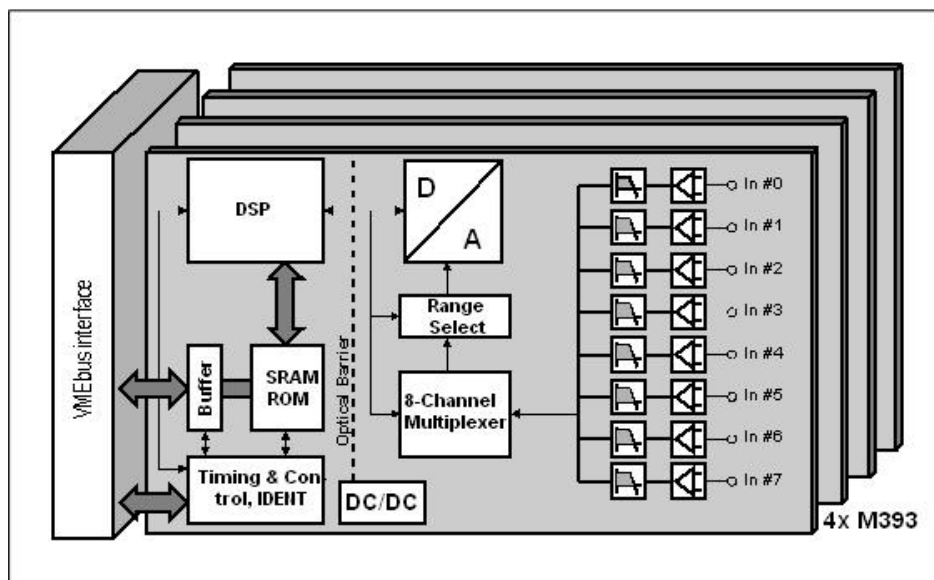 VMEbus interface
DSP
Buffer
SRAM
ROM
Timing & Con-
trol, IDENT
Optical Barrier
DC/DC
D
A
Range
Select
8-Channel
Multiplexer
In #0
In #1
In #2
In #3
In #4
In #5
In #6
In #7
4x M393